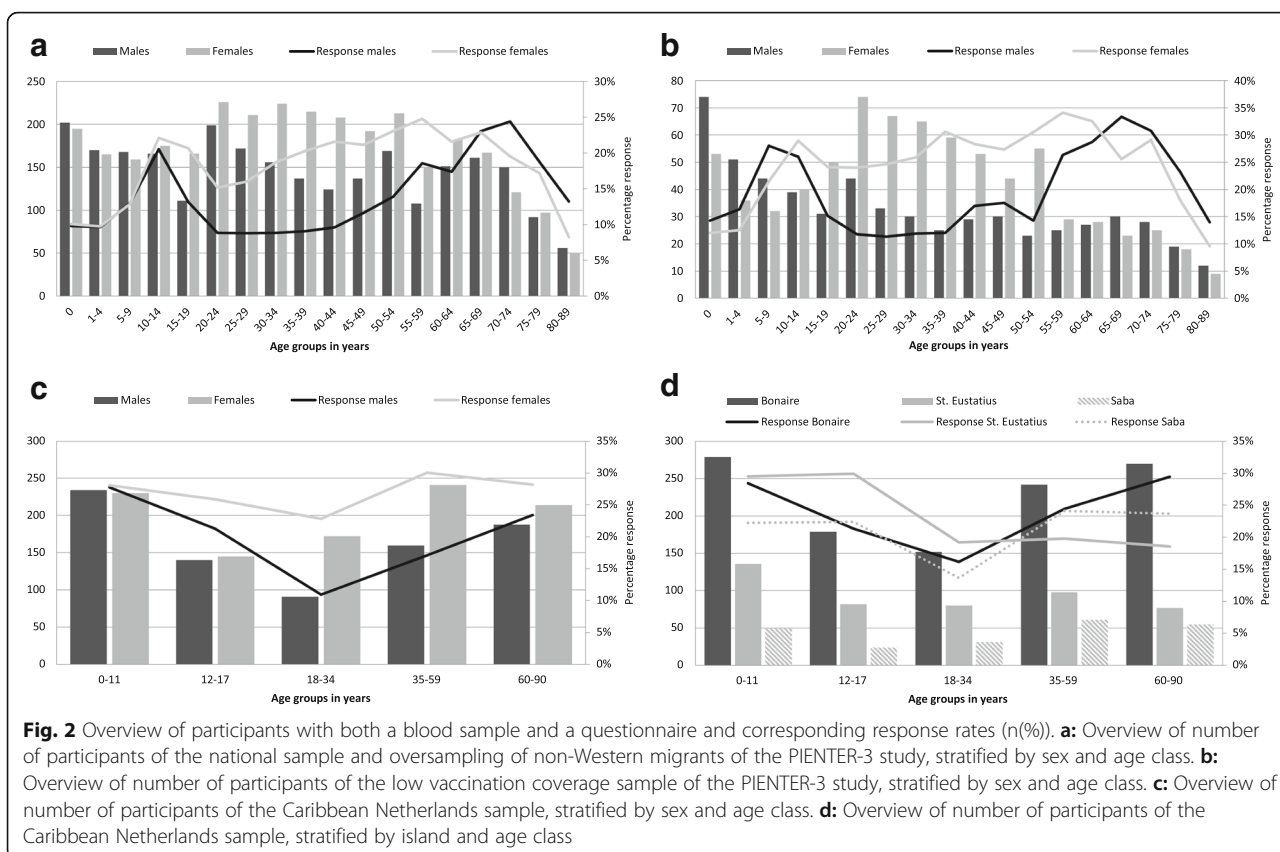 a
Males Females Response males Response females
250 30%
25%
200
20%
150
15%
100
10%
50
5%
0 0%
Percentage response
0 1-4 5-9 10-14 15-19 20-24 25-29 30-34 35-39 40-44 45-49 50-54 55-59 60-64 65-69 70-74 75-79 80-89
Age groups in years
b
Males Females Response males Response females
80 40%
70 35%
60 30%
50 25%
40 20%
30 15%
20 10%
10 5%
0 0%
Percentage response
0 1-4 5-9 10-14 15-19 20-24 25-29 30-34 35-39 40-44 45-49 50-54 55-59 60-64 65-69 70-74 75-79 80-89
Age groups in years
c
Males Females Response males Response females
300 35%
30%
250
25%
200
20%
150
15%
100
10%
50
5%
0 0%
Percentage response
0-11 12-17 18-34 35-59 60-90
Age groups in years
d
Bonaire St. Eustatius Saba
Response Bonaire Response St. Eustatius Response Saba
300 35%
30%
250
25%
200
20%
150
15%
100
10%
50
5%
0 0%
Percentage response
0-11 12-17 18-34 35-59 60-90
Age groups in years
Fig. 2 Overview of participants with both a blood sample and a questionnaire and corresponding response rates (n(%)). a: Overview of number
of participants of the national sample and oversampling of non-Western migrants of the PIENTER-3 study, stratified by sex and age class. b:
Overview of number of participants of the low vaccination coverage sample of the PIENTER-3 study, stratified by sex and age class. c: Overview of
number of participants of the Caribbean Netherlands sample, stratified by sex and age class. d: Overview of number of participants of the
Caribbean Netherlands sample, stratified by island and age class